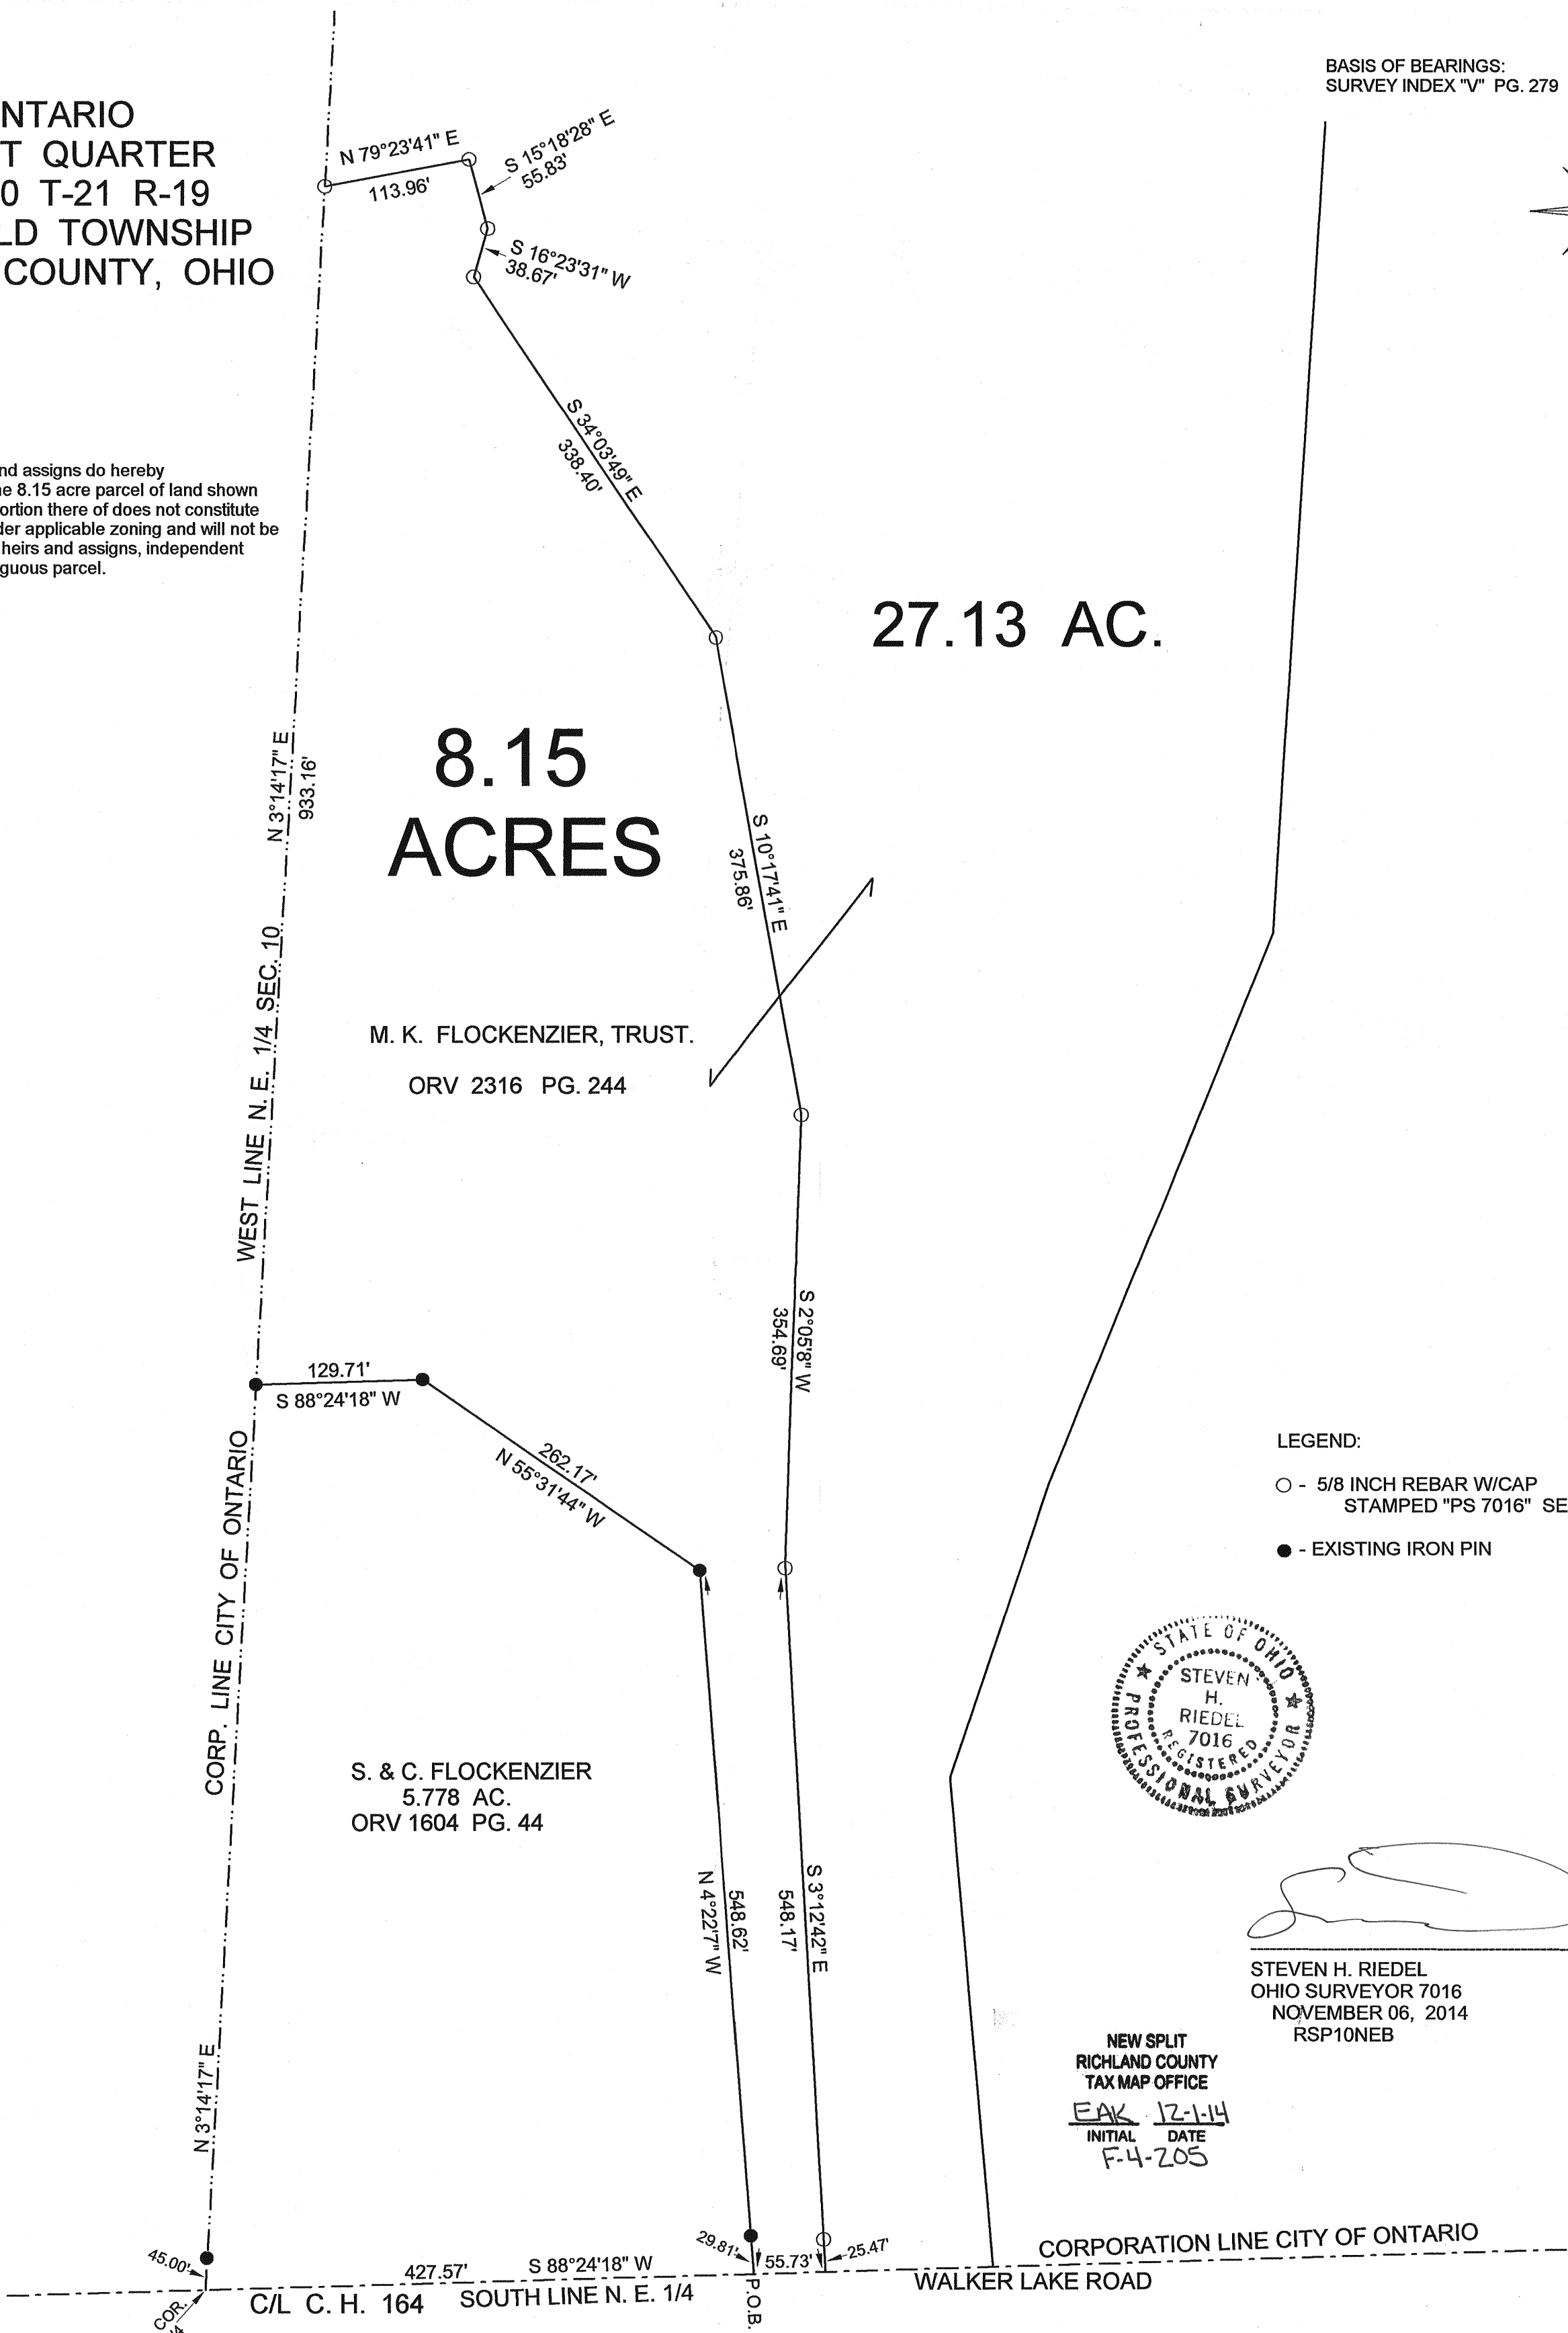 BASIS OF BEARINGS:
SURVEY INDEX "V" PG. 279
NTARIO
T QUARTER
0 T-21 R-19
LD TOWNSHIP
COUNTY, OHIO
N 79°23'41" E
113.96'
S 15°18'28" E
55.83'
S 16°23'31" W
38.67'
S 34°03'49" E
338.40'
nd assigns do hereby
e 8.15 acre parcel of land shown
ortion there of does not constitute
der applicable zoning and will not be
heirs and assigns, independent
guous parcel.
27.13 AC.
8.15
ACRES
N 3°14'17" E
933.16'
S 10°17'41" E
375.86'
WEST LINE N. E. 1/4 SEC. 10
M. K. FLOCKENZIER, TRUST.
ORV 2316 PG. 244
S 2°05'8" W
354.69'
129.71'
S 88°24'18" W
262.17'
N 55°31'44" W
CORP. LINE CITY OF ONTARIO
LEGEND:
- 5/8 INCH REBAR W/CAP
STAMPED "PS 7016" SE
- EXISTING IRON PIN
STATE OF OHIO
STEVEN
H.
RIEDEL
7016
REGISTERED
PROFESSIONAL SURVEYOR
S. & C. FLOCKENZIER
5.778 AC.
ORV 1604 PG. 44
N 4°22'7" W
548.62'
S 3°12'42" E
548.17'
STEVEN H. RIEDEL
OHIO SURVEYOR 7016
NOVEMBER 06, 2014
RSP10NEB
NEW SPLIT
RICHLAND COUNTY
TAX MAP OFFICE
EAK 12-1-14
INITIAL DATE
F-4-205
N 3°14'17" E
45.00'
427.57'
S 88°24'18" W
29.81'
55.73'
25.47'
CORPORATION LINE CITY OF ONTARIO
WALKER LAKE ROAD
C/L C. H. 164
SOUTH LINE N. E. 1/4
P.O.B.
COR.